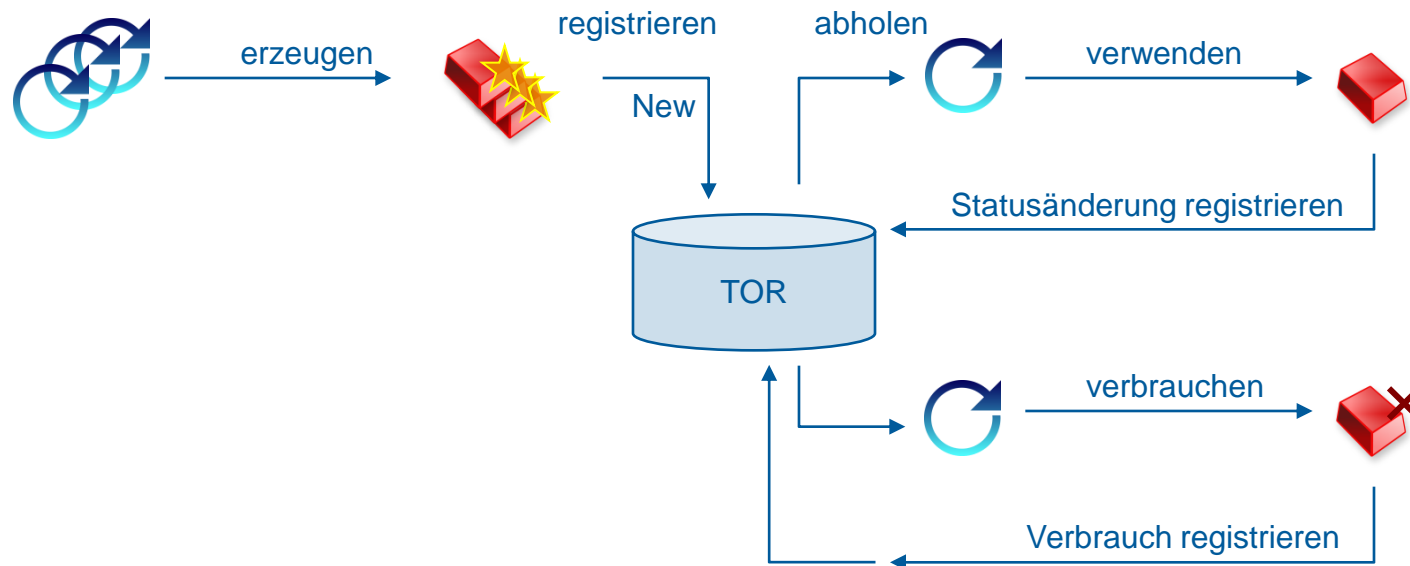 registrieren
abholen
erzeugen
verwenden
New
Statusänderung registrieren
TOR
verbrauchen
Verbrauch registrieren